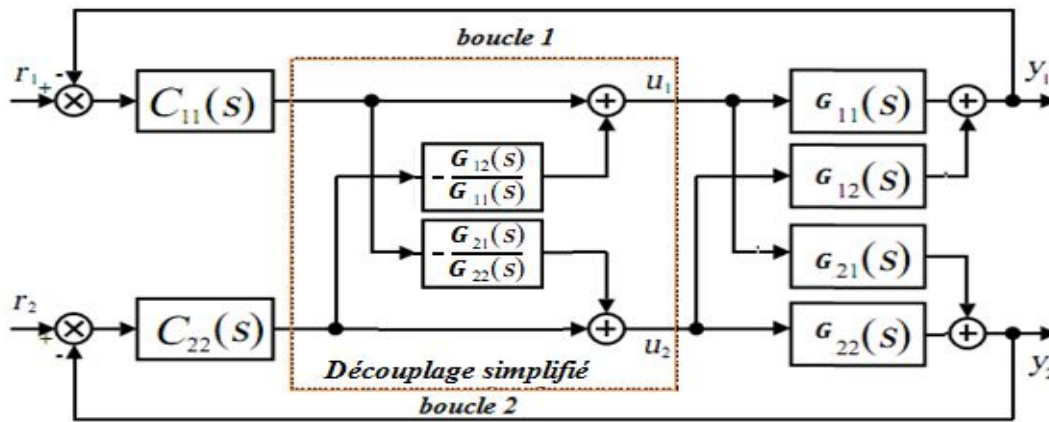 boucle 1
r1
+
-
C11(s)
u1
G11(s)
y1
- G12(s) / G11(s)
G12(s)
- G21(s) / G22(s)
G21(s)
r2
+
-
C22(s)
u2
G22(s)
Découplage simplifié
boucle 2